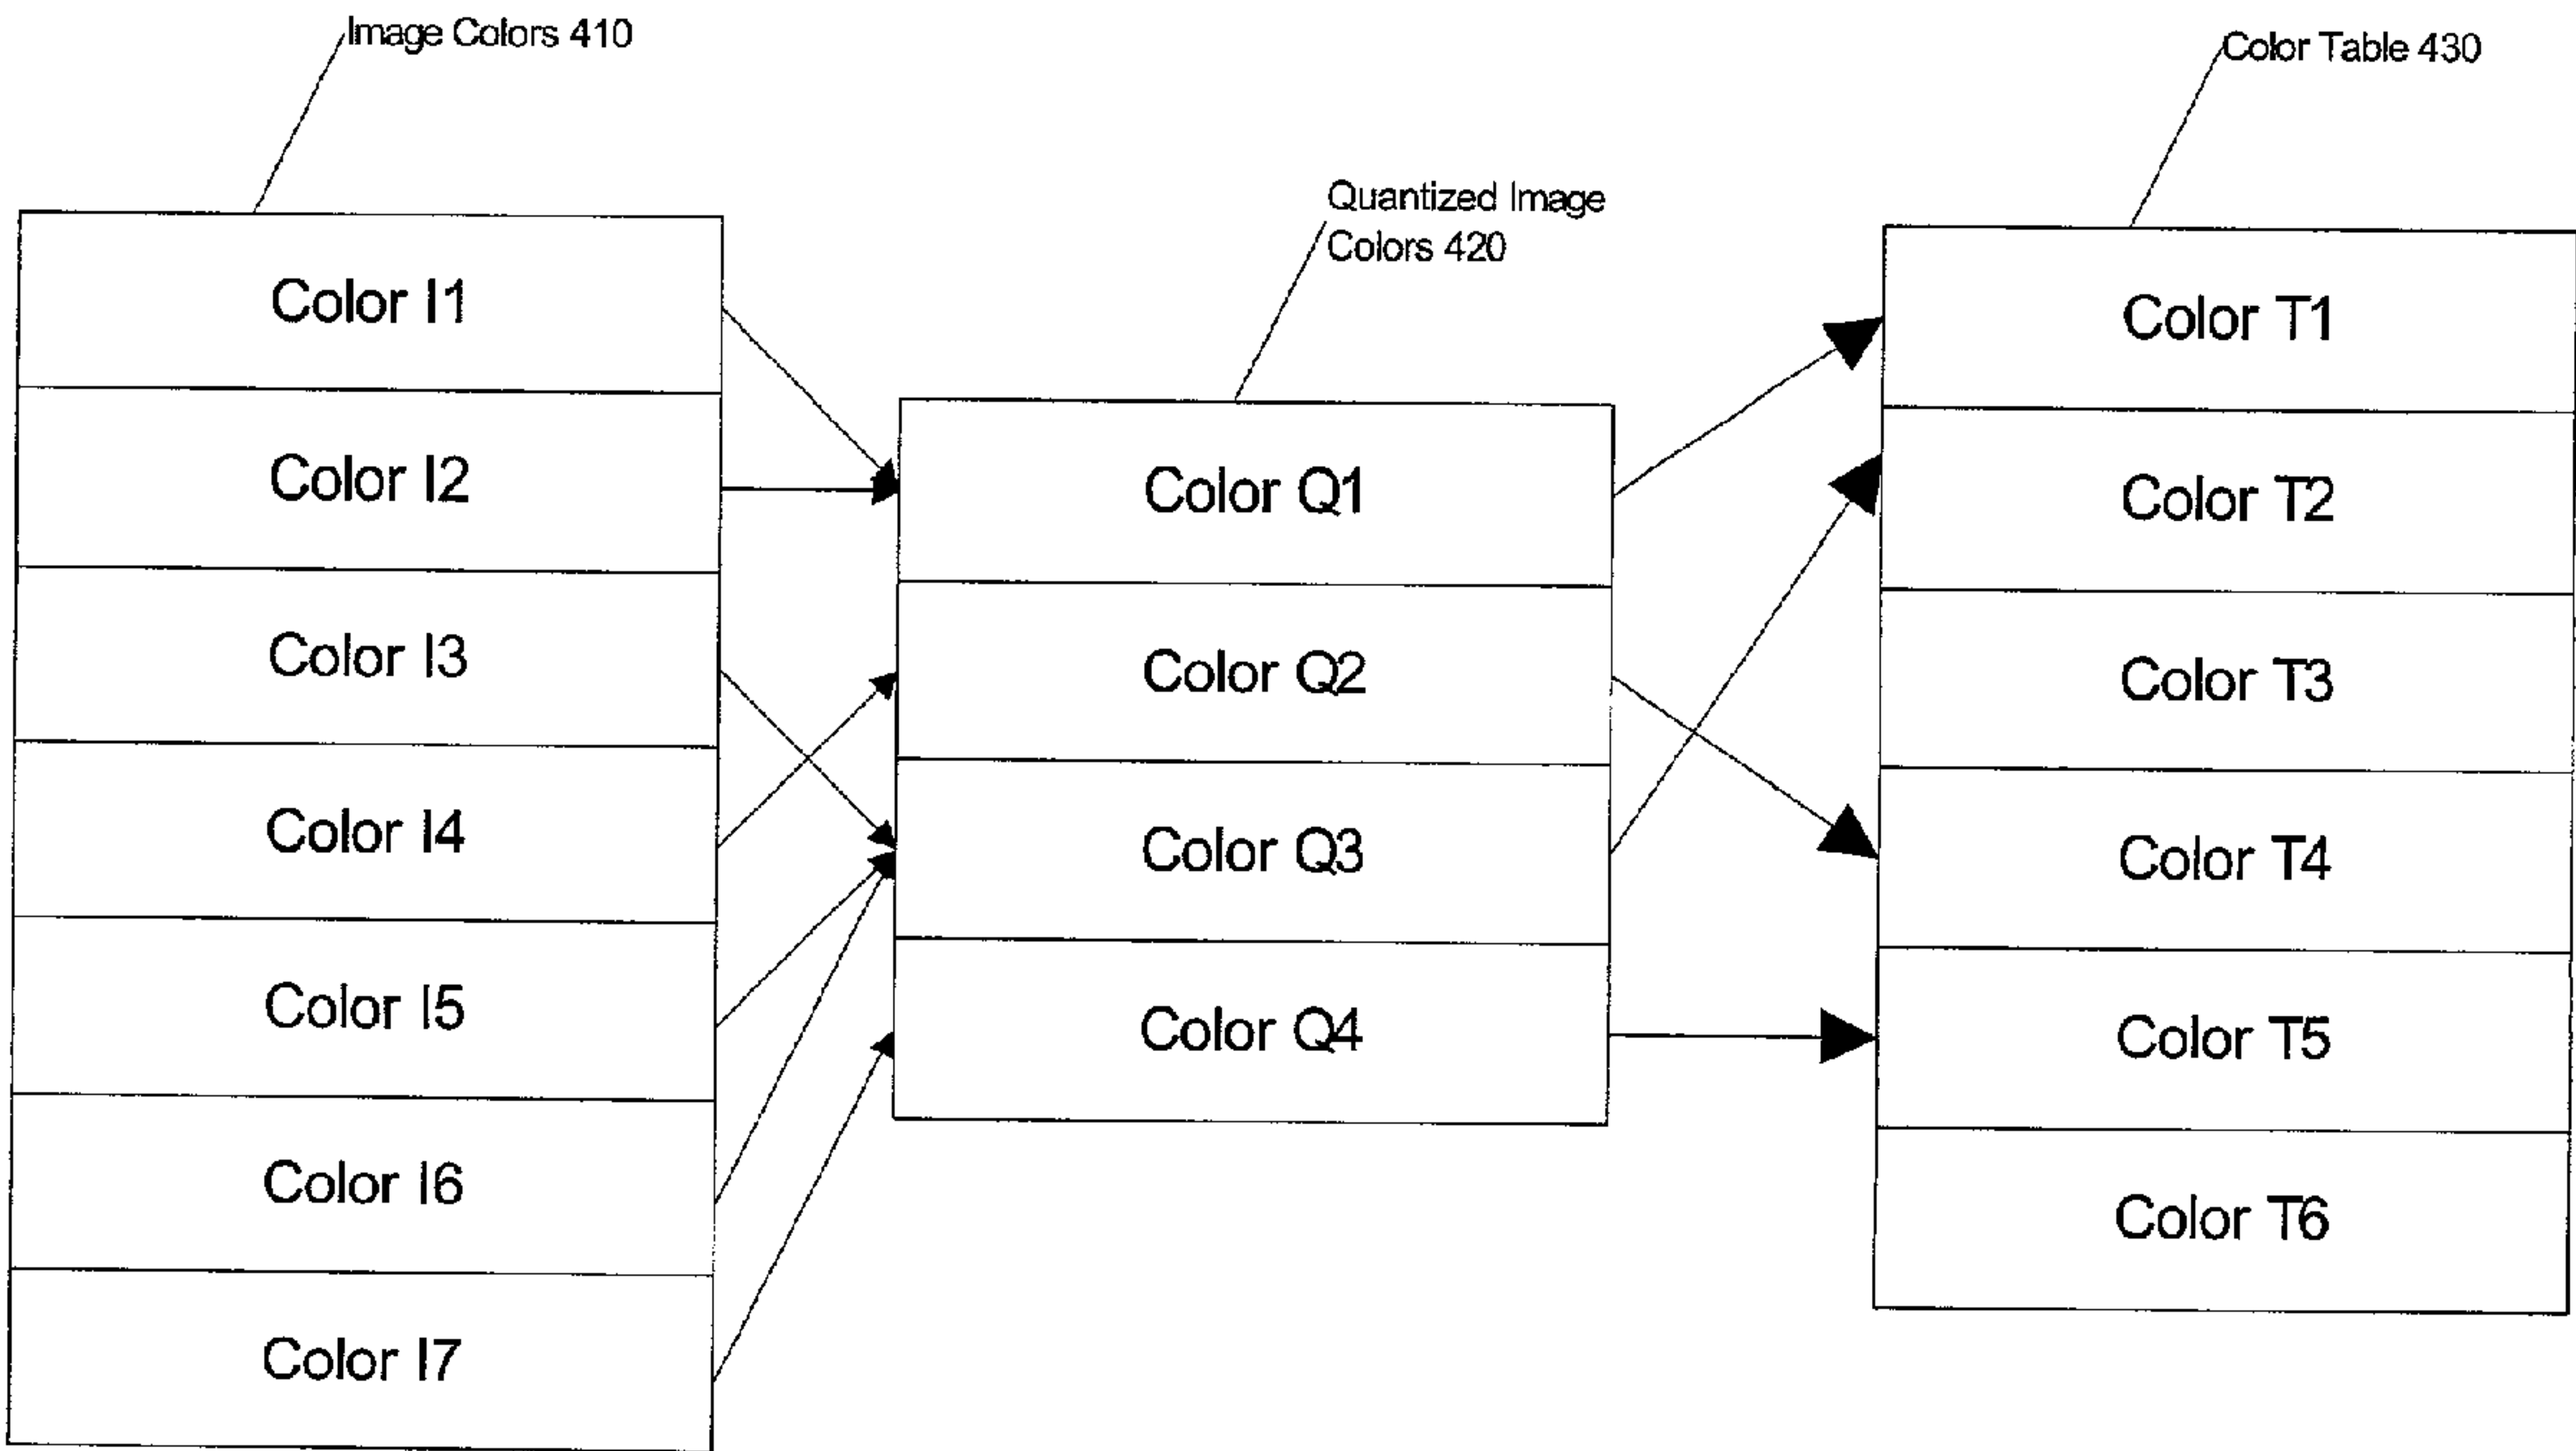 Image Colors 410
Color Table 430
Quantized Image
Colors 420
Color I1
Color I2
Color I3
Color I4
Color I5
Color I6
Color I7
Color Q1
Color Q2
Color Q3
Color Q4
Color T1
Color T2
Color T3
Color T4
Color T5
Color T6